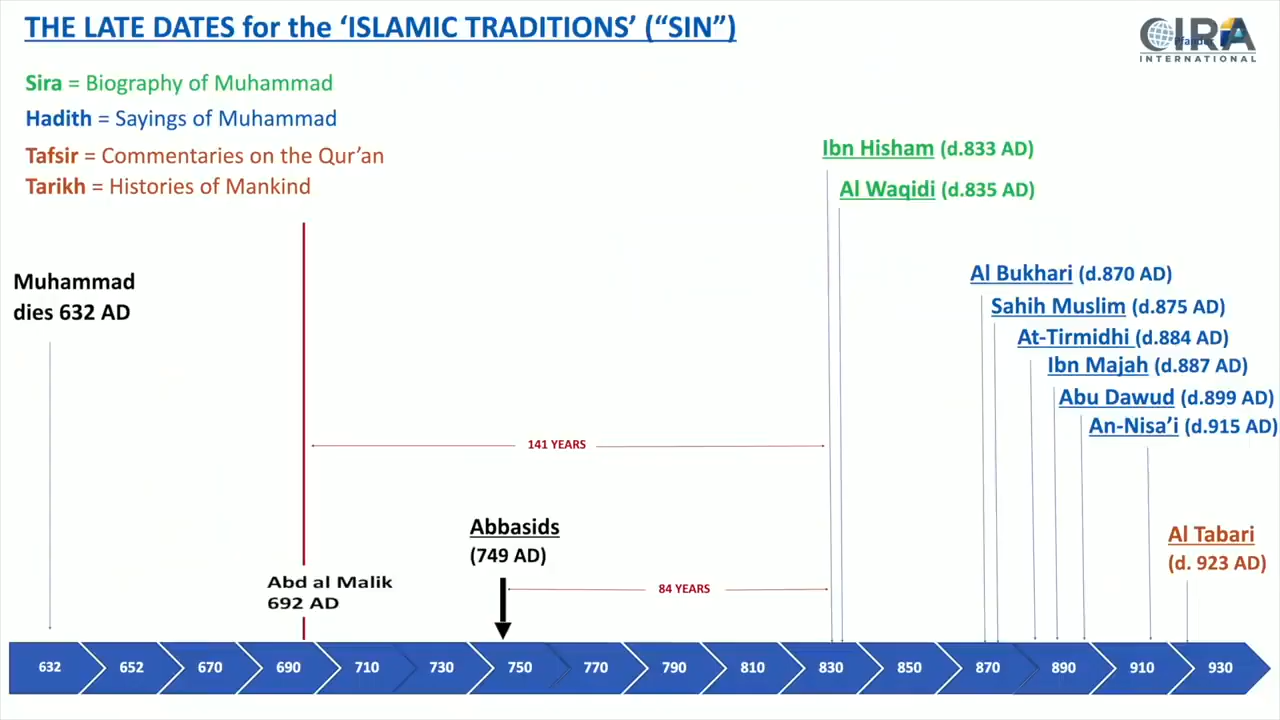 THE LATE DATES for the ‘ISLAMIC TRADITIONS’ (“SIN”)
CIRA
Pfander
INTERNATIONAL
Sira = Biography of Muhammad
Hadith = Sayings of Muhammad
Tafsir = Commentaries on the Qur’an
Tarikh = Histories of Mankind
Ibn Hisham (d.833 AD)
Al Waqidi (d.835 AD)
Muhammad
dies 632 AD
Al Bukhari (d.870 AD)
Sahih Muslim (d.875 AD)
At-Tirmidhi (d.884 AD)
Ibn Majah (d.887 AD)
Abu Dawud (d.899 AD)
An-Nisa’i (d.915 AD)
141 YEARS
Abbasids
(749 AD)
Al Tabari
(d. 923 AD)
Abd al Malik
692 AD
84 YEARS
632 652 670 690 710 730 750 770 790 810 830 850 870 890 910 930